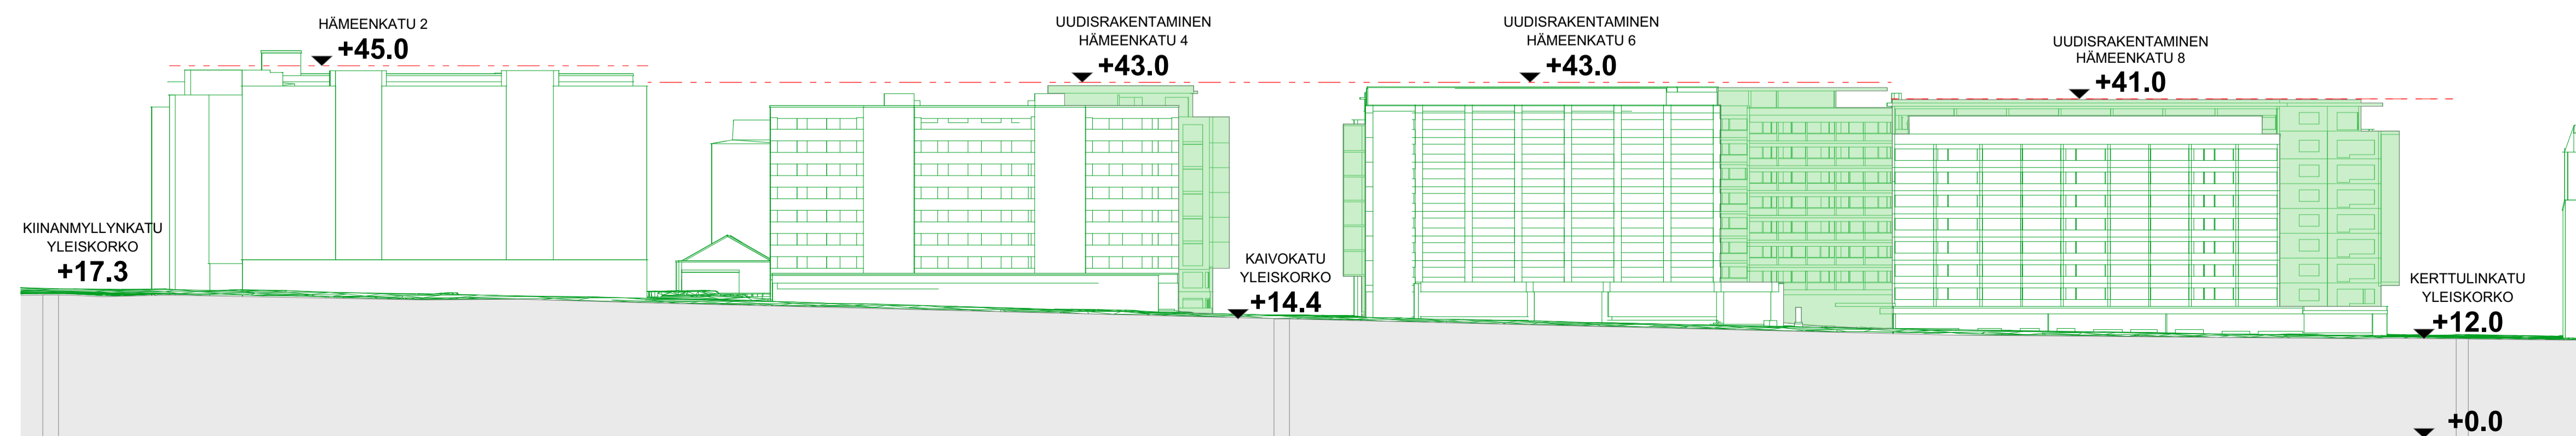 HÄMEENKATU 2
+45.0
UUDISRAKENTAMINEN
HÄMEENKATU 4
+43.0
UUDISRAKENTAMINEN
HÄMEENKATU 6
+43.0
UUDISRAKENTAMINEN
HÄMEENKATU 8
+41.0
KIINANMYLLYNKATU
YLEISKORKO
+17.3
KAIVOKATU
YLEISKORKO
+14.4
KERTTULINKATU
YLEISKORKO
+12.0
+0.0